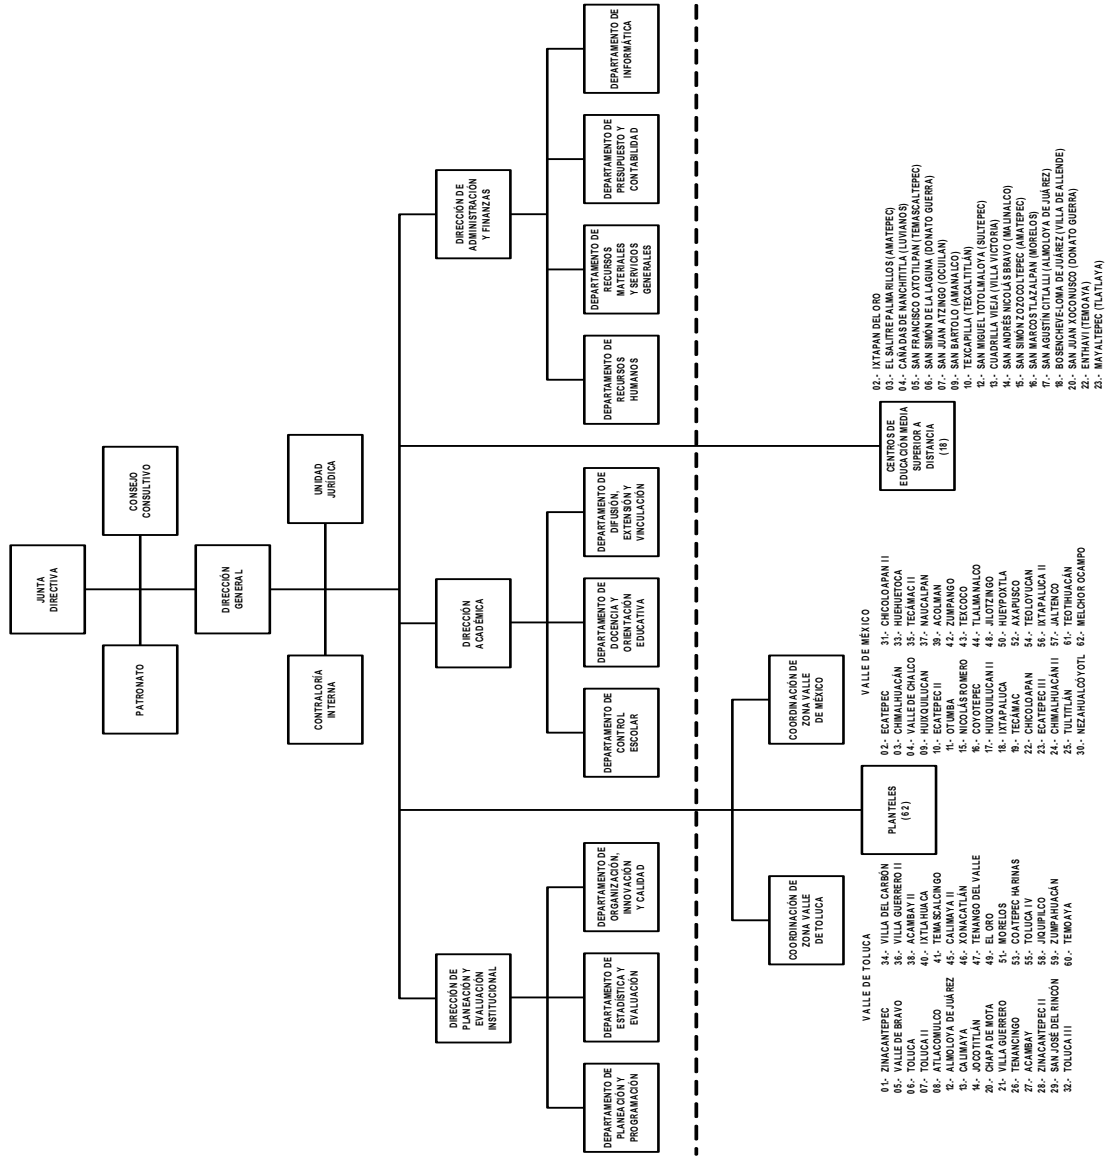 JUNTA
DIRECTIVA
PATRONATO
CONSEJO
CONSULTIVO
DIRECCIÓN
GENERAL
CONTRALORÍA
INTERNA
UNIDAD
JURÍDICA
DIRECCIÓN DE
PLANEACIÓN Y
EVALUACIÓN
INSTITUCIONAL
DIRECCIÓN
ACADÉMICA
DIRECCIÓN DE
ADMINISTRACIÓN
Y FINANZAS
DEPARTAMENTO DE
PLANEACIÓN Y
PROGRAMACIÓN
DEPARTAMENTO DE
ESTADÍSTICA Y
EVALUACIÓN
DEPARTAMENTO DE
ORGANIZACIÓN,
INNOVACIÓN
Y CALIDAD
DEPARTAMENTO DE
CONTROL
ESCOLAR
DEPARTAMENTO DE
DOCENCIA Y
ORIENTACIÓN
EDUCATIVA
DEPARTAMENTO DE
DIFUSIÓN,
EXTENSIÓN Y
VINCULACIÓN
DEPARTAMENTO DE
RECURSOS
HUMANOS
DEPARTAMENTO DE
RECURSOS
MATERIALES
Y SERVICIOS
GENERALES
DEPARTAMENTO DE
PRESUPUESTO Y
CONTABILIDAD
DEPARTAMENTO DE
INFORMÁTICA
COORDINACIÓN DE
ZONA VALLE
DE TOLUCA
COORDINACIÓN DE
ZONA VALLE
DE MÉXICO
PLANTELES
(62)
CENTROS DE
EDUCACIÓN MEDIA
SUPERIOR A
DISTANCIA
(18)
VALLE DE TOLUCA
01.- ZINACANTEPEC
05.- VALLE DE BRAVO
06.- TOLUCA
07.- TOLUCA II
08.- ATLACOMULCO
12.- ALMOLOYA DE JUÁREZ
13.- CALIMAYA
14.- JOCOTITLÁN
20.- CHAPA DE MOTA
21.- VILLA GUERRERO
26.- TENANCINGO
27.- ACAMBAY
28.- ZINACANTEPEC II
29.- SAN JOSÉ DEL RINCÓN
32.- TOLUCA III
34.- VILLA DEL CARBÓN
36.- VILLA GUERRERO II
38.- ACAMBAY II
40.- IXTLAHUACA
41.- TEMASCALCINGO
45.- CALIMAYA II
46.- XONACATLÁN
47.- TENANGO DEL VALLE
49.- EL ORO
51.- MORELOS
53.- COATEPEC HARINAS
55.- TOLUCA IV
58.- JIQUIPILCO
59.- ZUMPAHUACÁN
60.- TEMOAYA
VALLE DE MÉXICO
02.- ECATEPEC
03.- CHIMALHUACÁN
04.- VALLE DE CHALCO
09.- HUIXQUILUCAN
10.- ECATEPEC II
11.- OTUMBA
15.- NICOLÁS ROMERO
16.- COYOTEPEC
17.- HUIXQUILUCAN II
18.- IXTAPALUCA
19.- TECÁMAC
22.- CHICOLOAPAN
23.- ECATEPEC III
24.- CHIMALHUACÁN II
25.- TULTITLÁN
30.- NEZAHUALCÓYOTL
31.- CHICOLOAPAN II
33.- HUEHUETOCA
35.- TECÁMAC II
37.- NAUCALPAN
39.- ACOLMAN
42.- ZUMPANGO
43.- TEXCOCO
44.- TLALMANALCO
48.- JILOTZINGO
50.- HUEYPOXTLA
52.- AXAPUSCO
54.- TEOLOYUCAN
56.- IXTAPALUCA II
57.- JALTENCO
61.- TEOTIHUACÁN
62.- MELCHOR OCAMPO
02.- IXTAPAN DEL ORO
03.- EL SALITRE PALMARILLOS (AMATEPEC)
04.- CAÑADAS DE NANCHITITLA (LUVIANOS)
05.- SAN FRANCISCO OXTOTILPAN (TEMASCALTEPEC)
06.- SAN SIMÓN DE LA LAGUNA (DONATO GUERRA)
07.- SAN JUAN ATZINGO (OCUILAN)
09.- SAN BARTOLO (AMANALCO)
10.- TEXCAPILLA (TEXCALTITLÁN)
12.- SAN MIGUEL TOTOLMALOYA (SULTEPEC)
13.- CUADRILLA VIEJA (VILLA VICTORIA)
14.- SAN ANDRÉS NICOLÁS BRAVO (MALINALCO)
15.- SAN SIMÓN ZOZOCOLTEPEC (AMATEPEC)
16.- SAN MARCOS TLAZALPAN (MORELOS)
17.- SAN AGUSTÍN CITLALLI (ALMOLOYA DE JUÁREZ)
18.- BOSENCHEVE-LOMA DE JUÁREZ (VILLA DE ALLENDE)
20.- SAN JUAN XOCONUSCO (DONATO GUERRA)
22.- ENTHAVI (TEMOAYA)
23.- MAYALTEPEC (TLATLAYA)